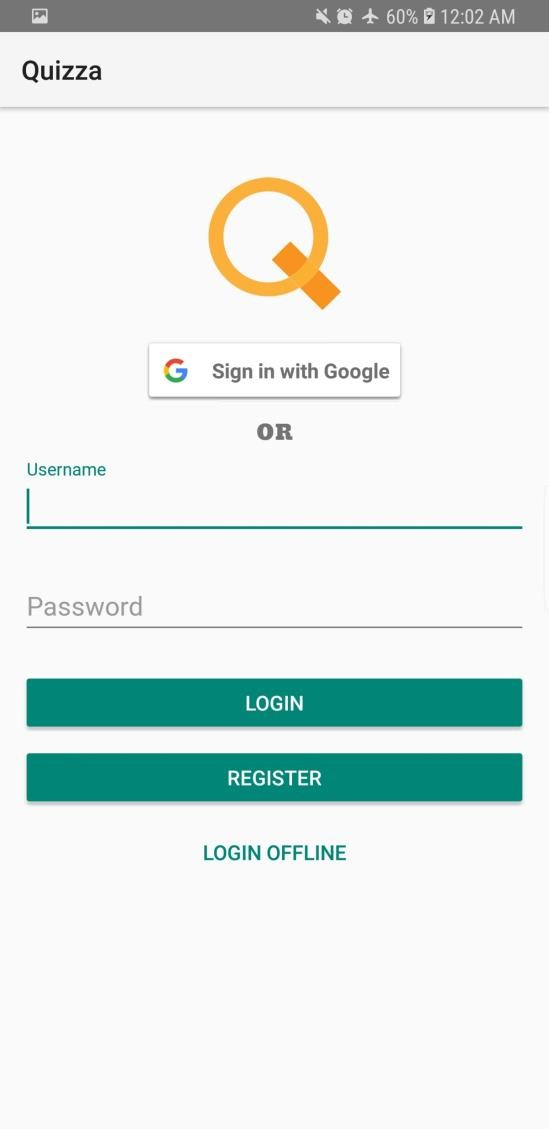 60% 12:02 AM
Quizza
Sign in with Google
OR
Username
Password
LOGIN
REGISTER
LOGIN OFFLINE